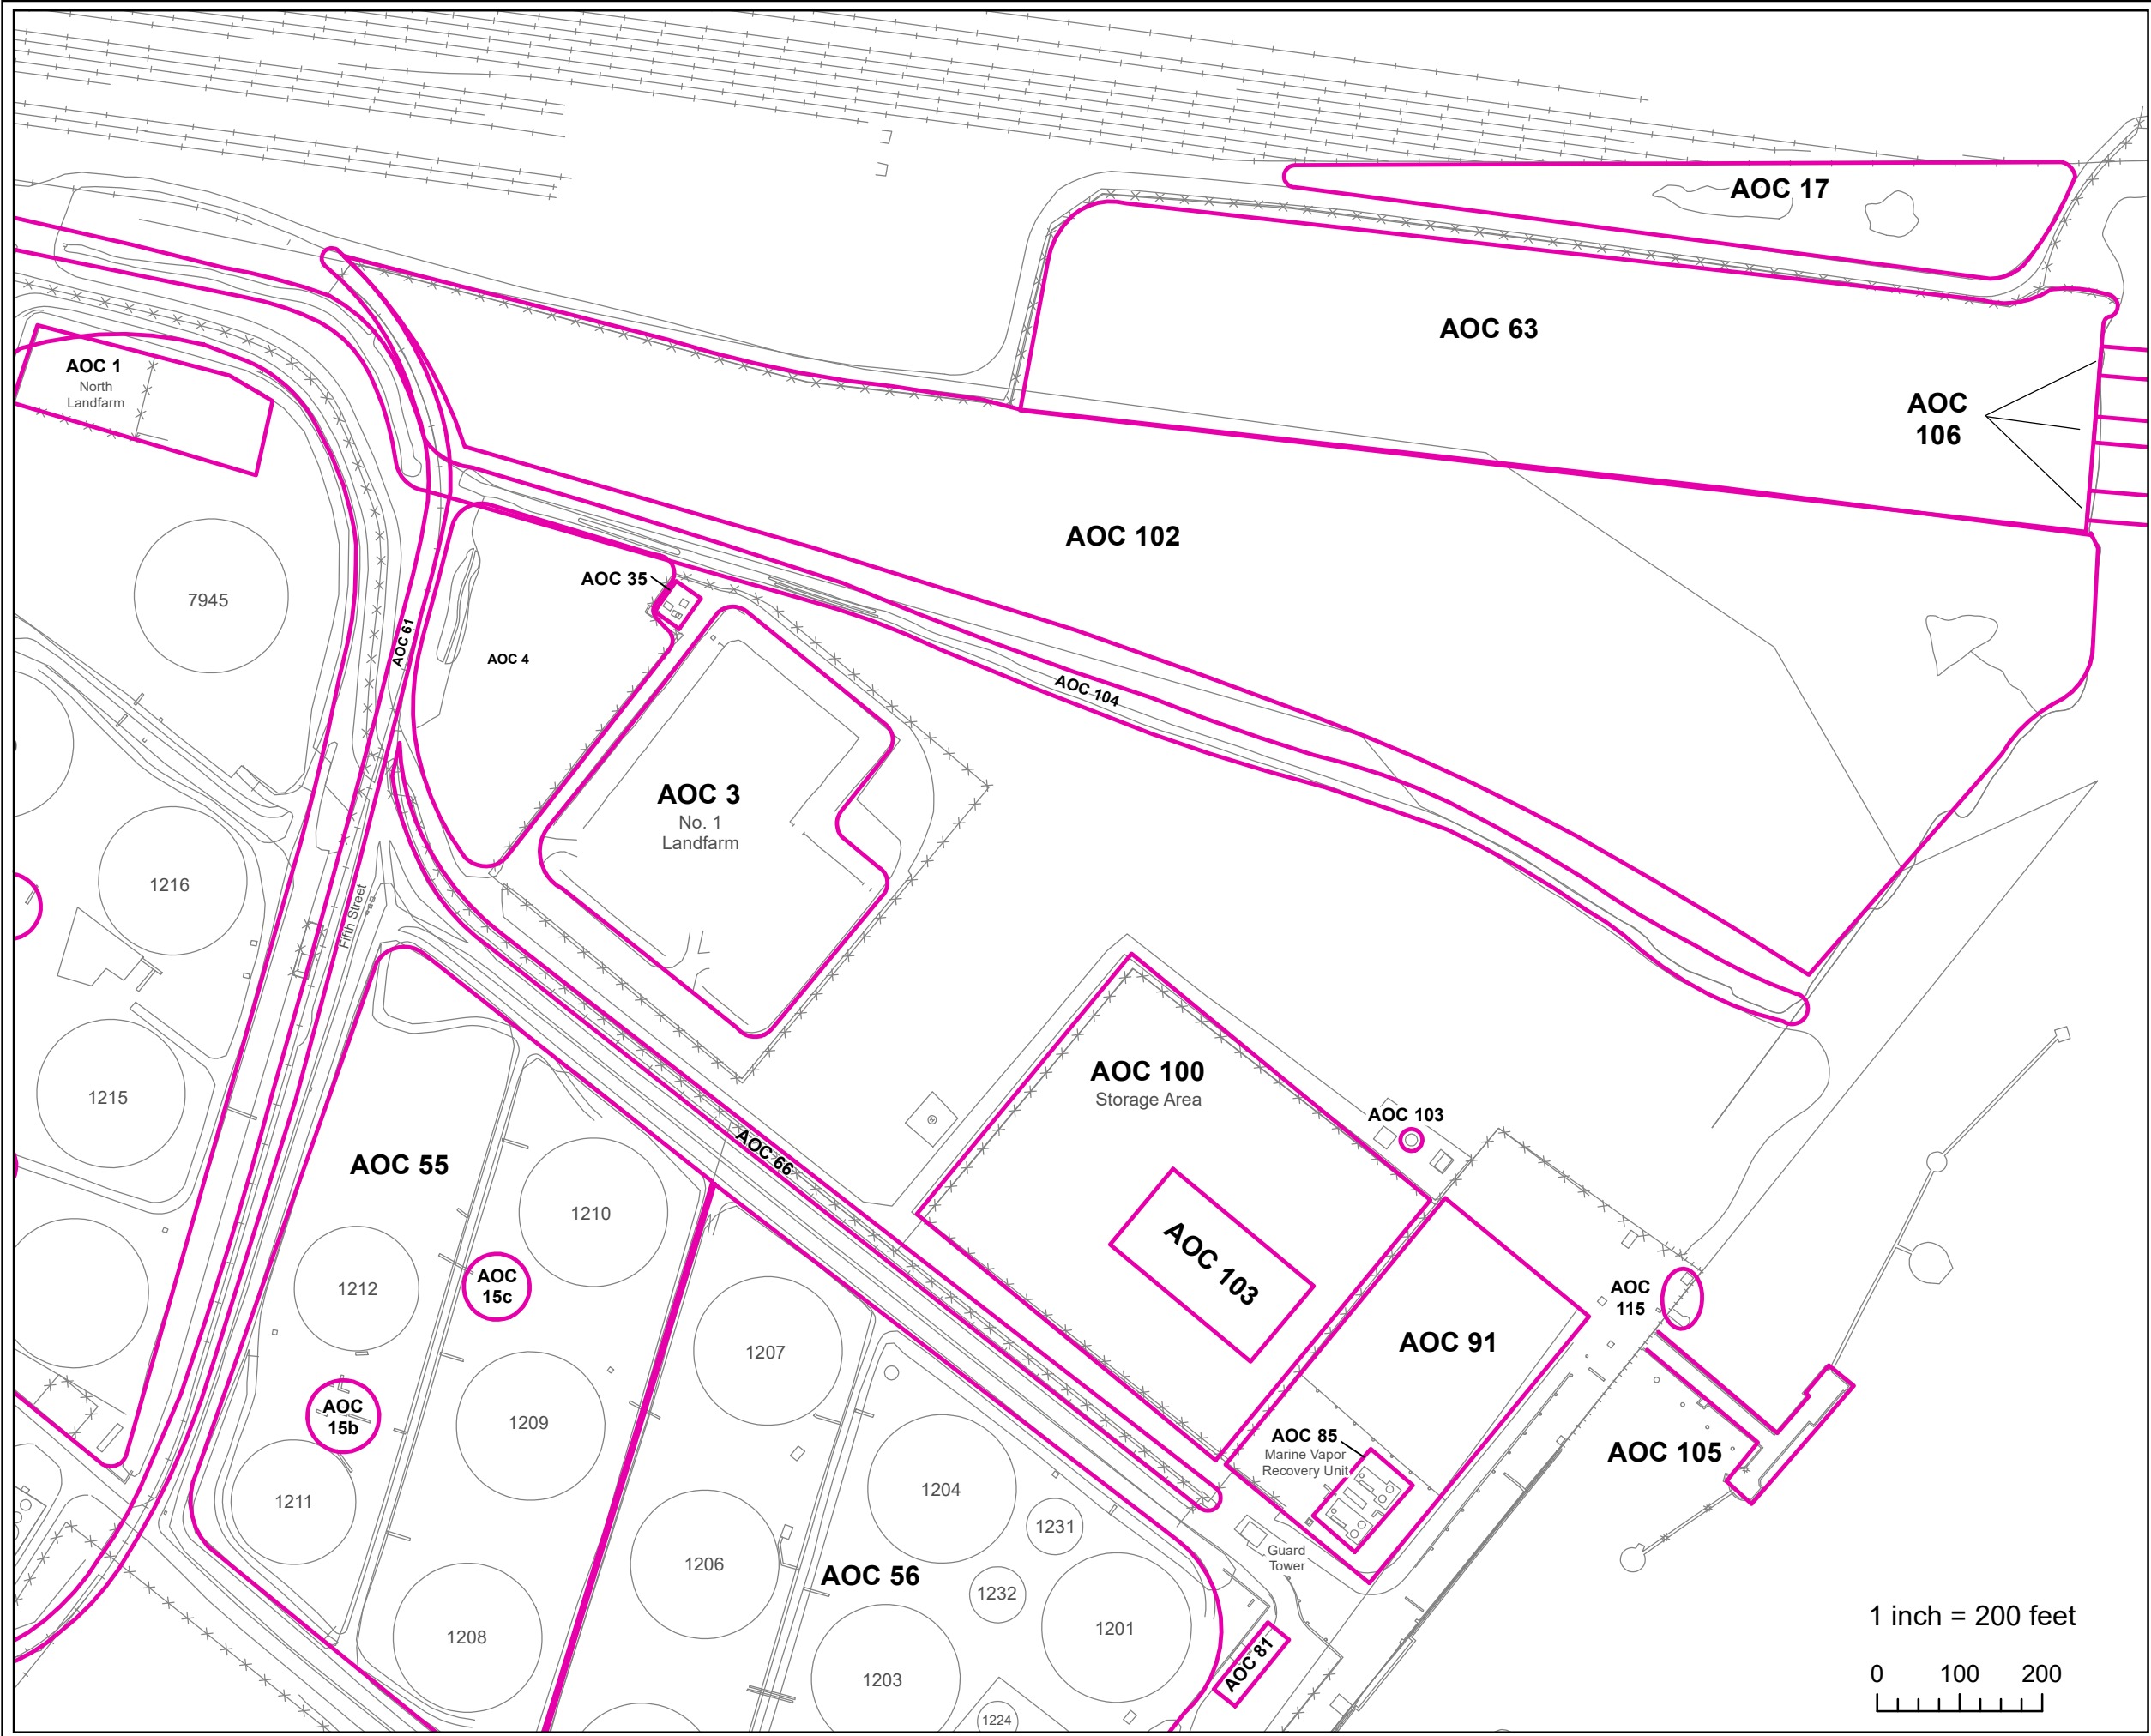 AOC 17
AOC 63
AOC 1
North
Landfarm
AOC
106
AOC 102
AOC 35
7945
AOC 61
AOC 4
AOC 104
AOC 3
No. 1
Landfarm
1216
Fifth Street
AOC 100
Storage Area
1215
AOC 103
AOC 55
AOC 66
1210
AOC 103
1212
AOC
15c
AOC
115
1207
AOC 91
AOC
15b
1209
AOC 85
Marine Vapor
Recovery Unit
AOC 105
1211
1204
1231
Guard
Tower
1206
AOC 56
1232
1201
1 inch = 200 feet
1208
AOC 81
1203
0 100 200
1224